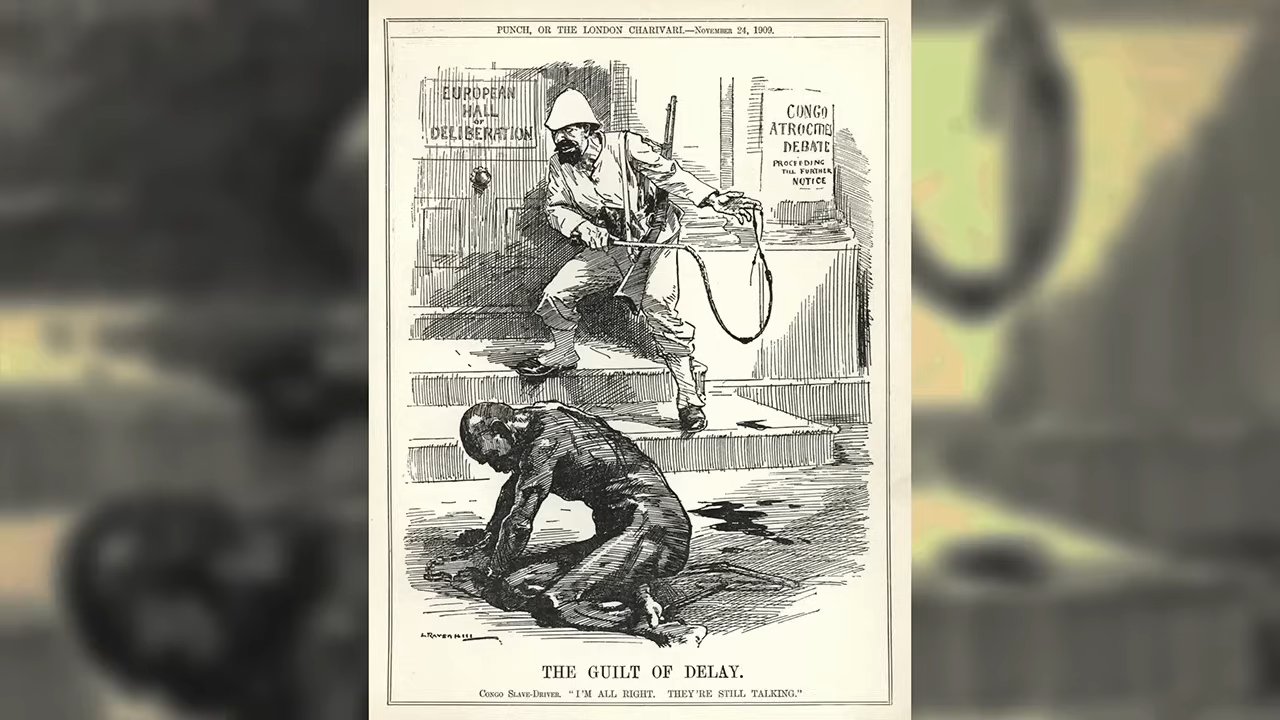 PUNCH, OR THE LONDON CHARIVARI.—NOVEMBER 24, 1909.
EUROPEAN
HALL
OF
DELIBERATION
CONGO
ATROCITIES
DEBATE
PROCEEDING
TILL FURTHER
NOTICE
L. RAVEN HILL
THE GUILT OF DELAY.
CONGO SLAVE-DRIVER. "I'M ALL RIGHT. THEY'RE STILL TALKING."